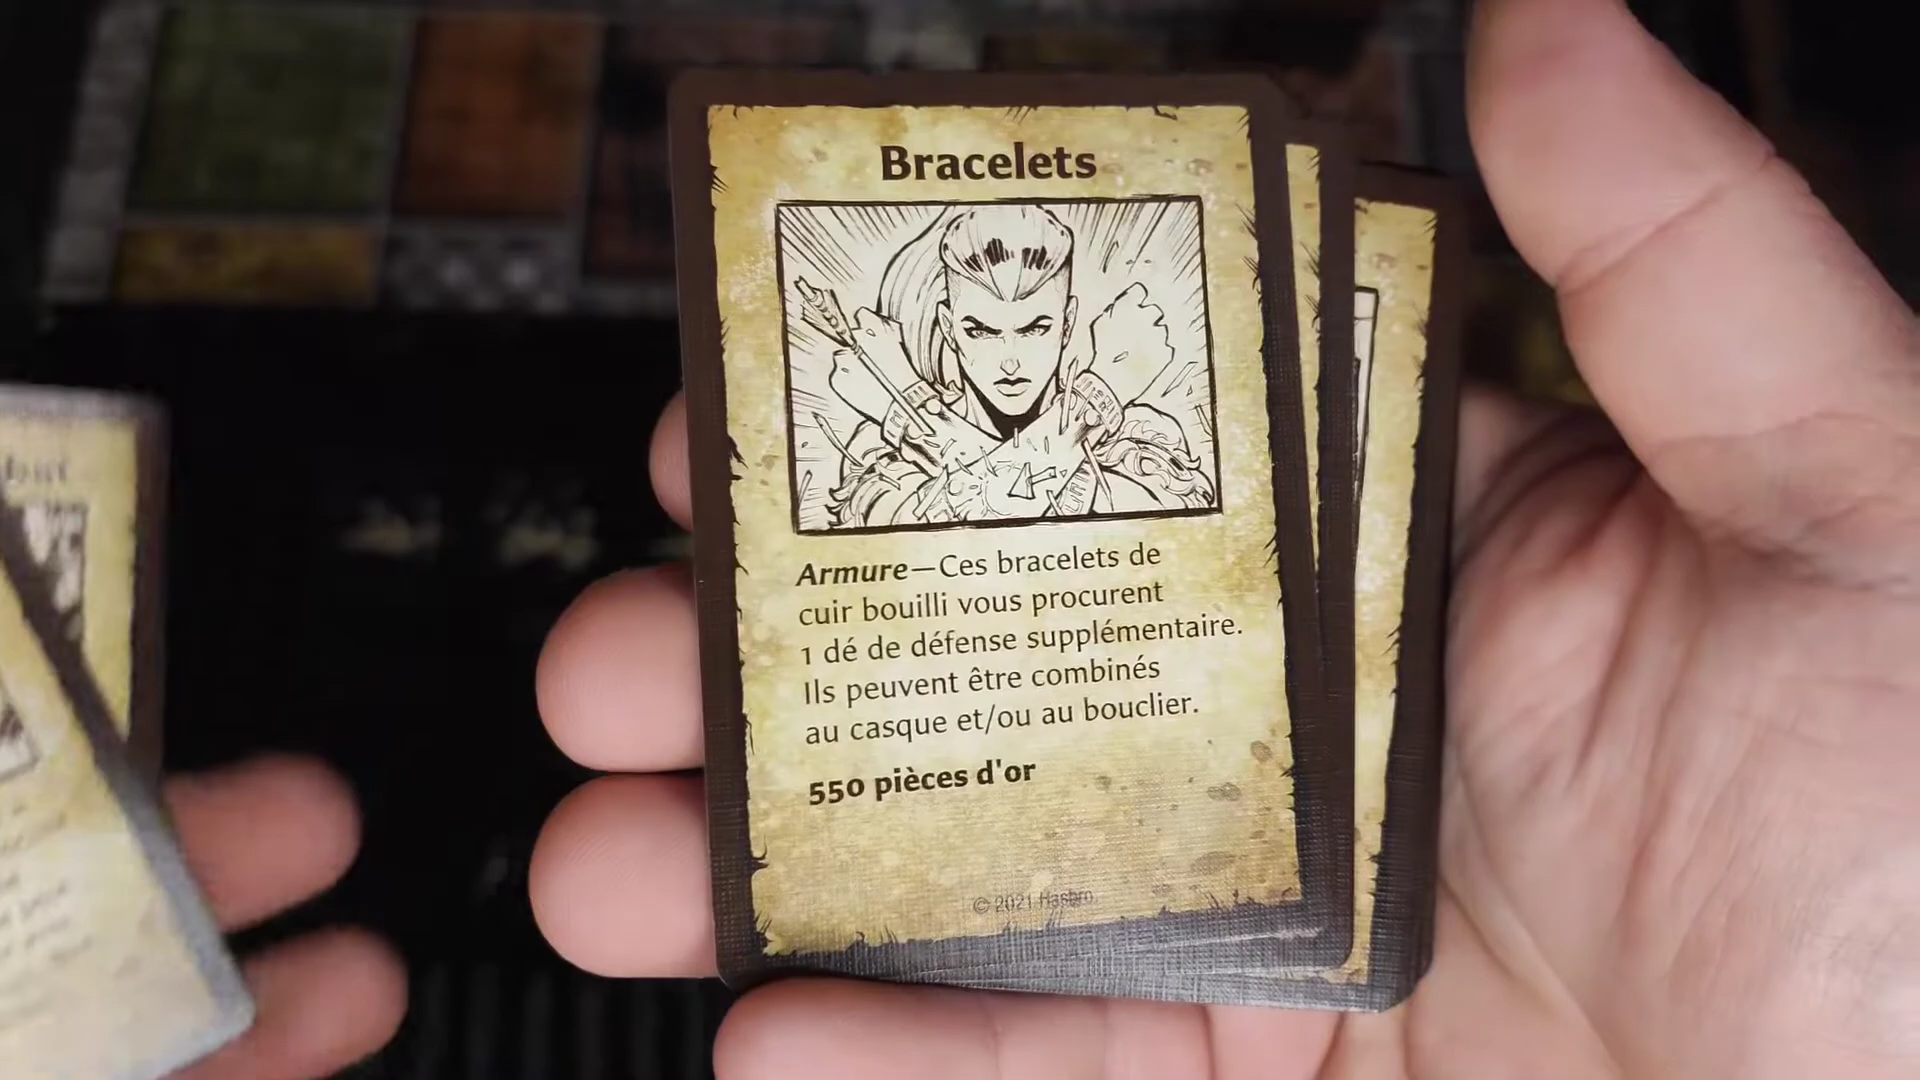 Bracelets
Armure—Ces bracelets de
cuir bouilli vous procurent
1 dé de défense supplémentaire.
Ils peuvent être combinés
au casque et/ou au bouclier.
550 pièces d'or
© 2021 Hasbro.